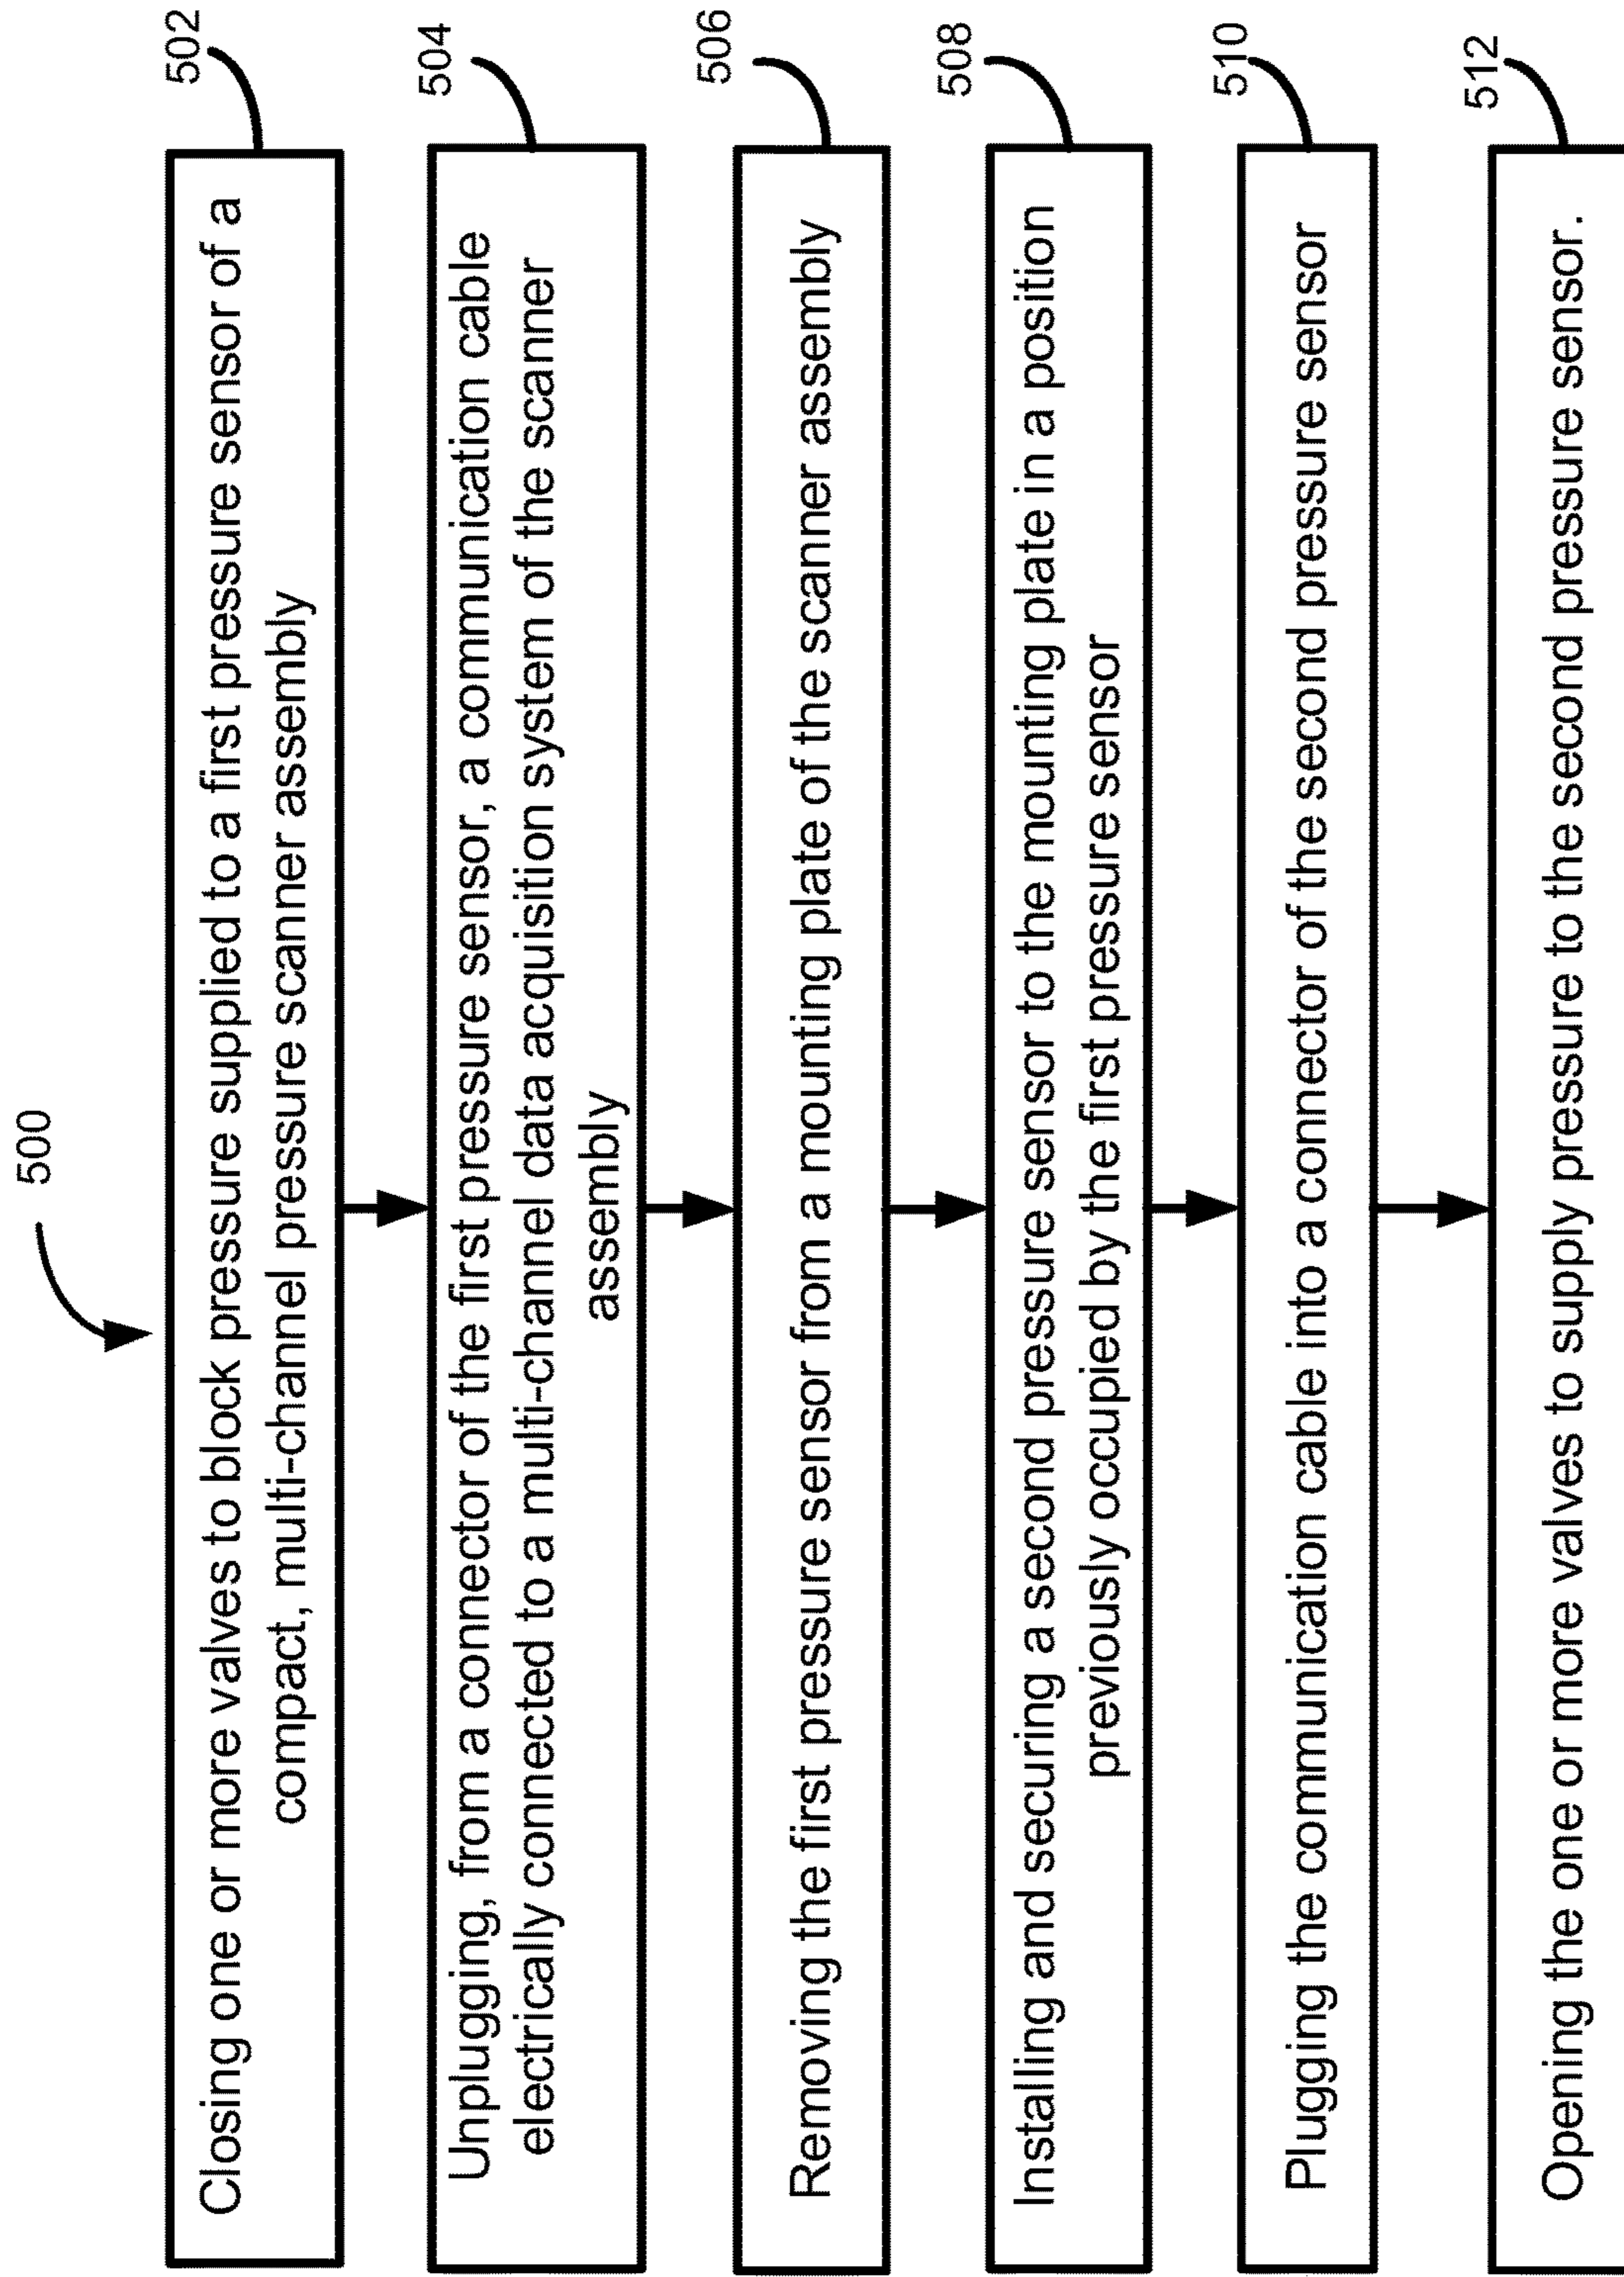 500
502
Closing one or more valves to block pressure supplied to a first pressure sensor of a
compact, multi-channel pressure scanner assembly
504
Unplugging, from a connector of the first pressure sensor, a communication cable
electrically connected to a multi-channel data acquisition system of the scanner
assembly
506
Removing the first pressure sensor from a mounting plate of the scanner assembly
508
Installing and securing a second pressure sensor to the mounting plate in a position
previously occupied by the first pressure sensor
510
Plugging the communication cable into a connector of the second pressure sensor
512
Opening the one or more valves to supply pressure to the second pressure sensor.